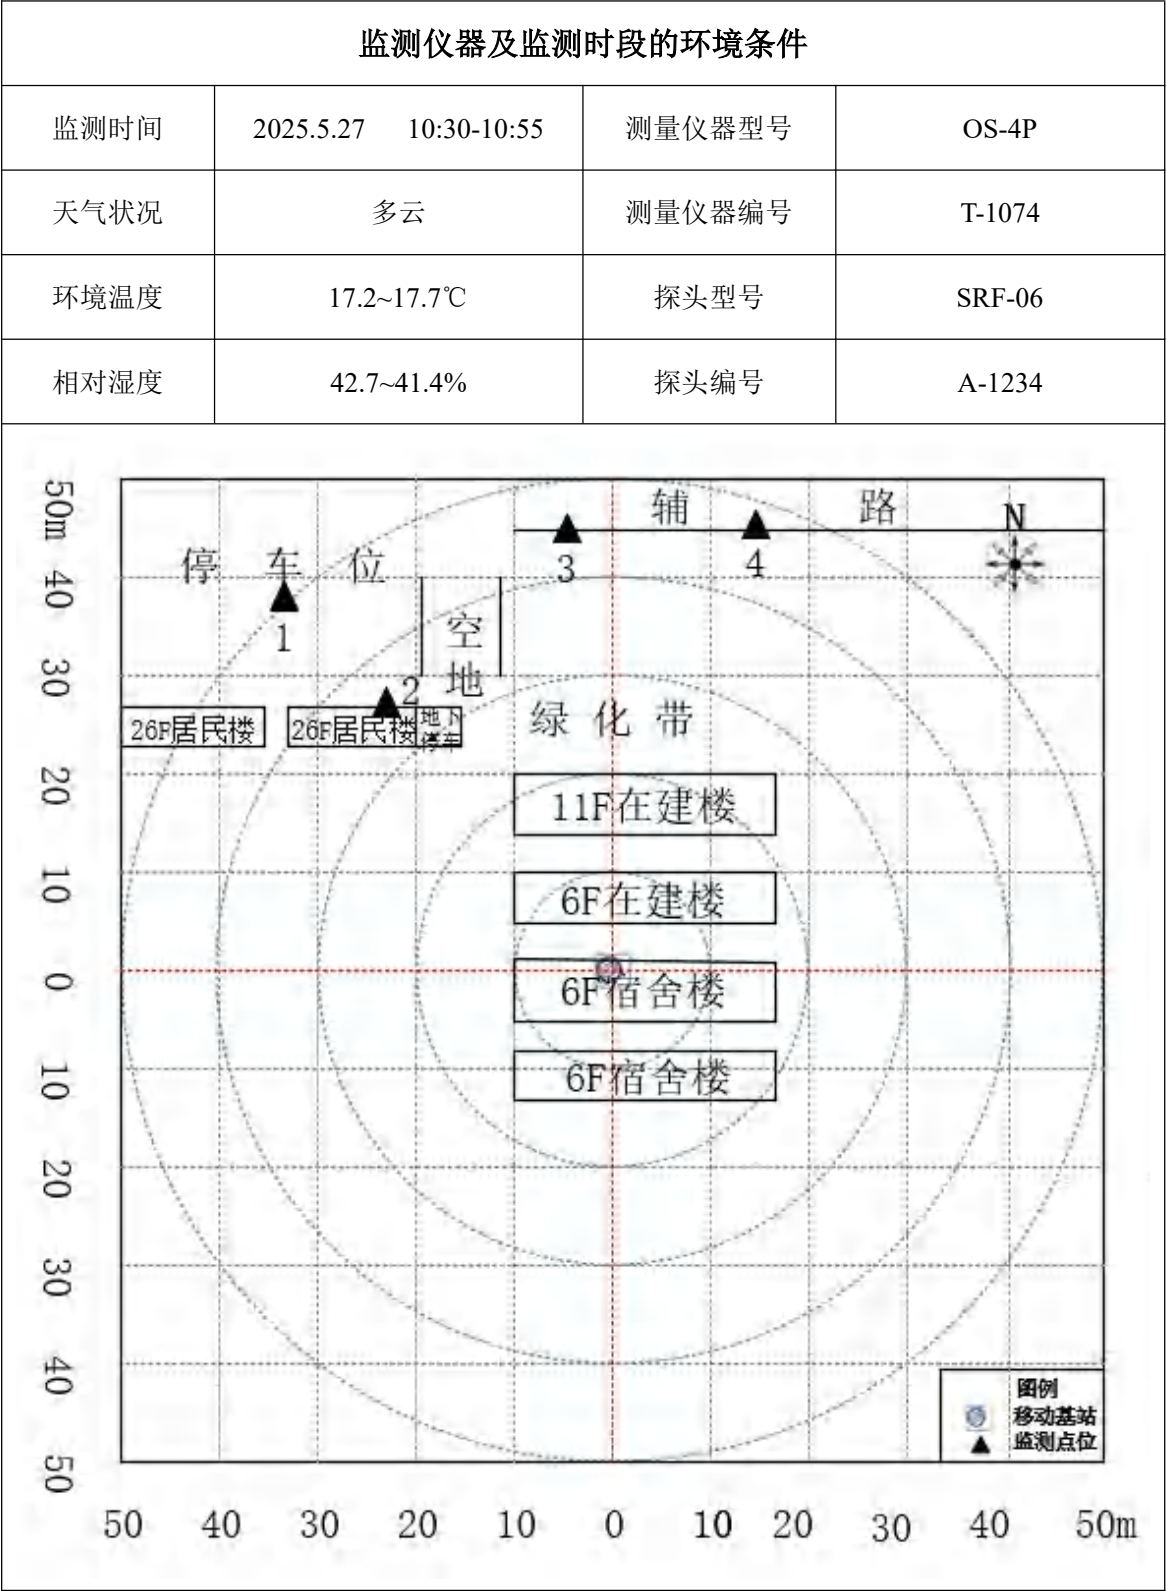 监测仪器及监测时段的环境条件
监测时间 2025.5.27 10:30-10:55 测量仪器型号 OS-4P
天气状况 多云 测量仪器编号 T-1074
环境温度 17.2~17.7℃ 探头型号 SRF-06
相对湿度 42.7~41.4% 探头编号 A-1234
50m
辅 路
N
3
4
停 车 位
40
1
空
地
30
2
绿 化 带
26F居民楼
26F居民楼
地下
停车
20
11F在建楼
10
6F在建楼
0
6F宿舍楼
10
6F宿舍楼
20
30
40
图例
移动基站
监测点位
50
50 40 30 20 10 0 10 20 30 40 50m